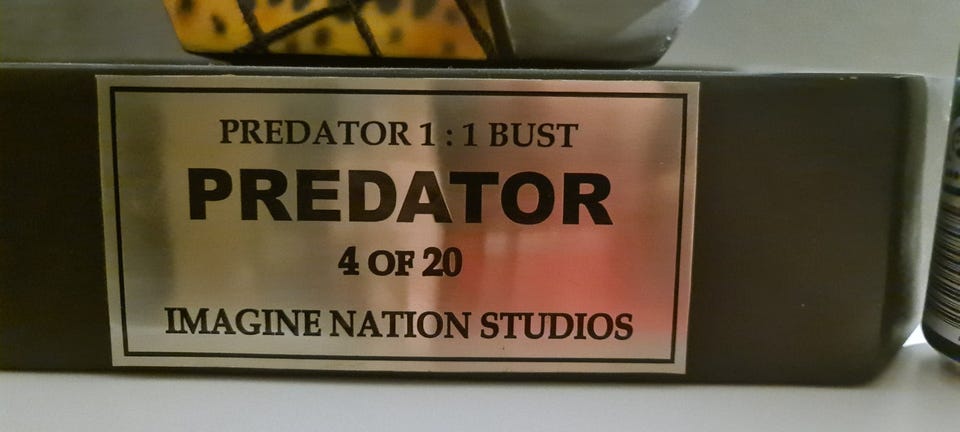 PREDATOR 1 : 1 BUST
PREDATOR
4 OF 20
IMAGINE NATION STUDIOS